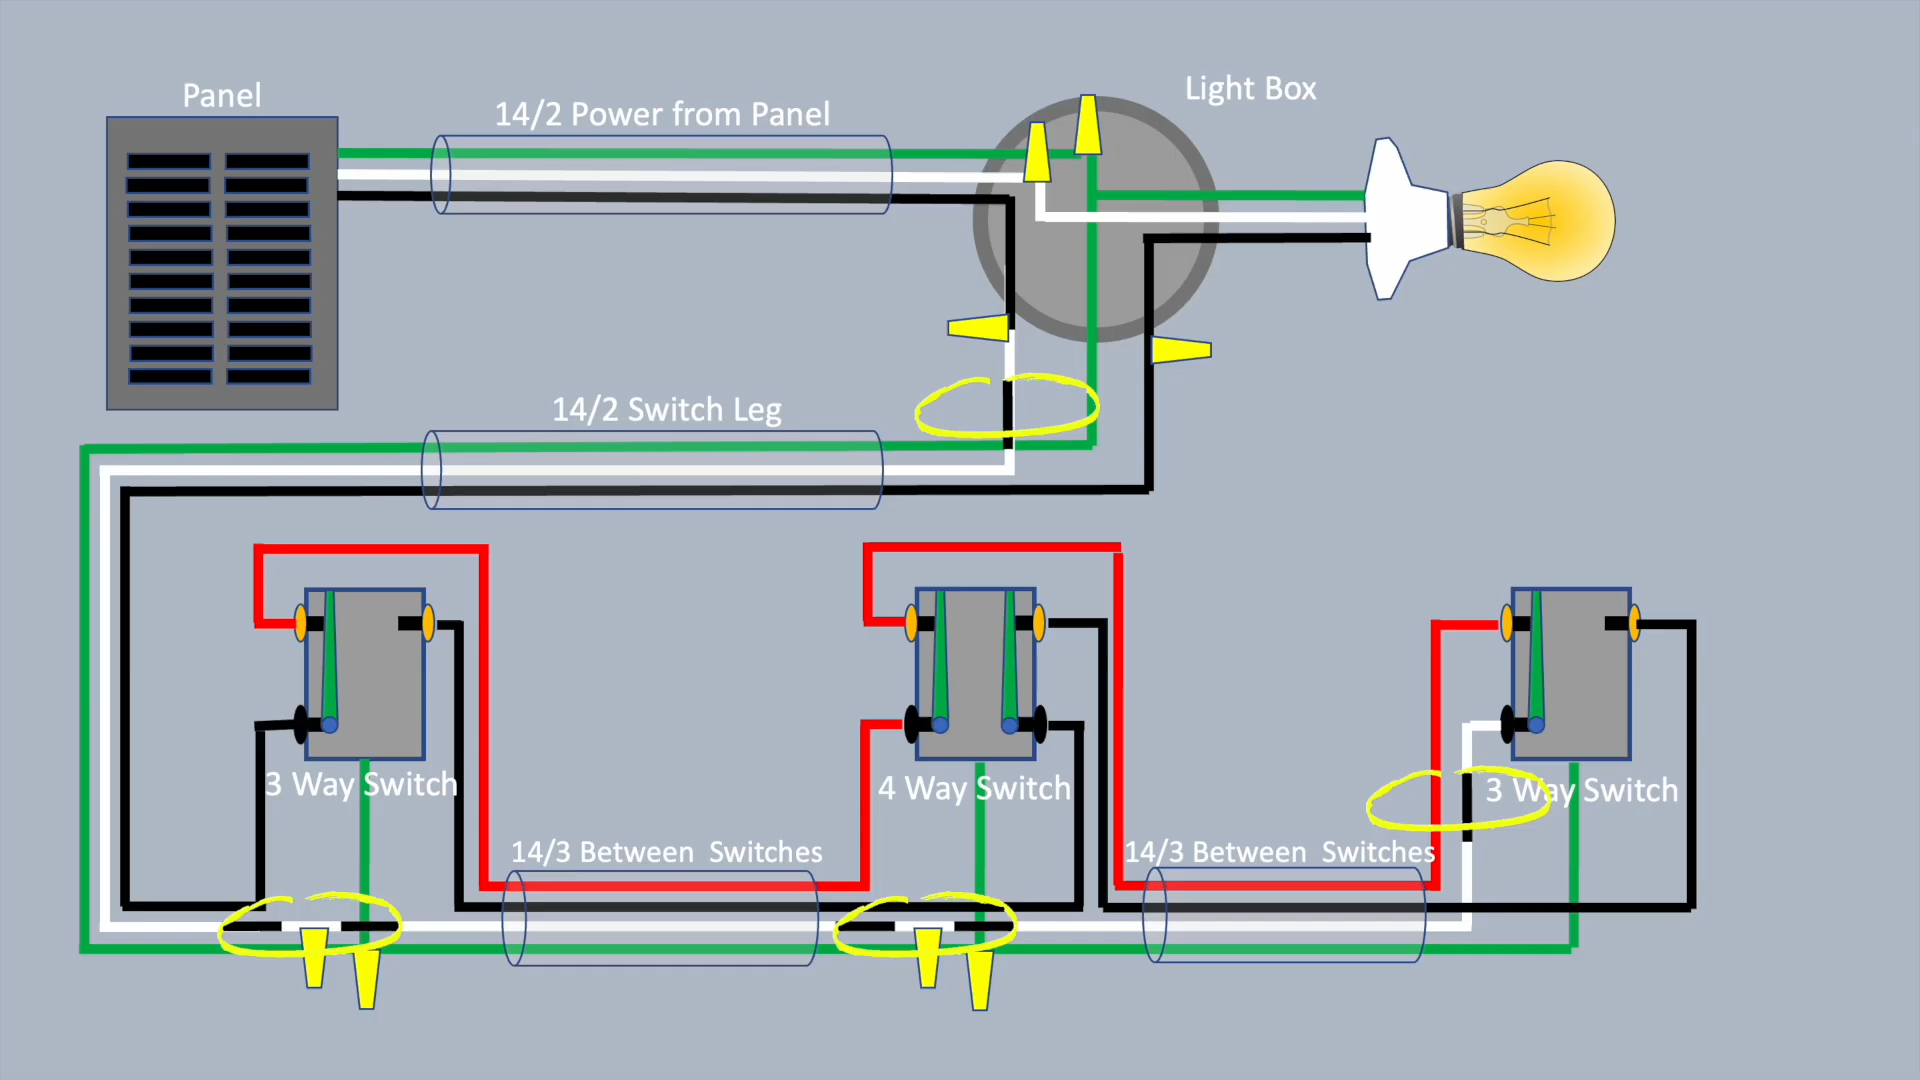 Panel
14/2 Power from Panel
Light Box
14/2 Switch Leg
3 Way Switch
4 Way Switch
3 Way Switch
14/3 Between  Switches
14/3 Between  Switches